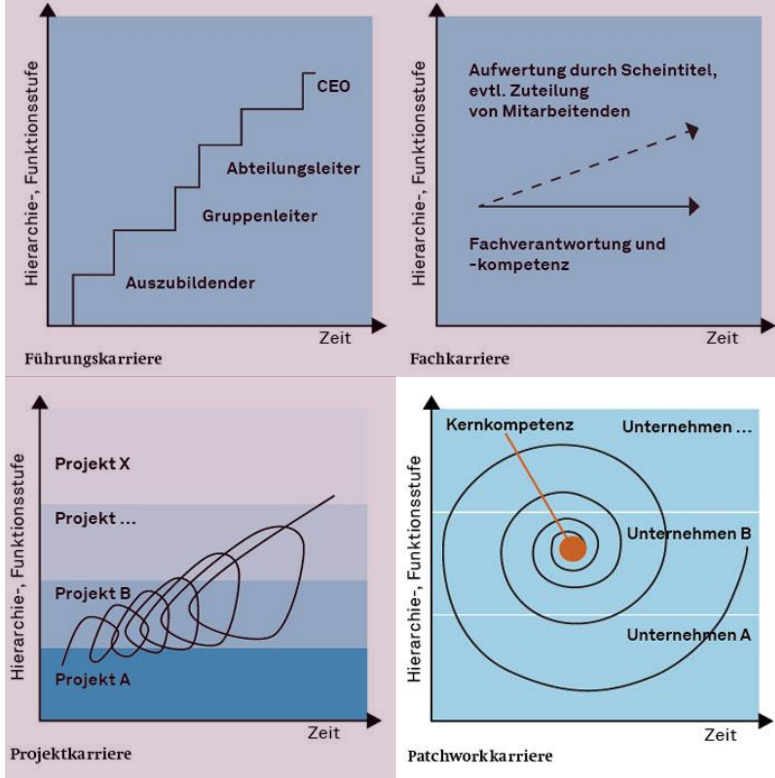 Hierarchie-, Funktionsstufe
CEO
Abteilungsleiter
Gruppenleiter
Auszubildender
Zeit
Führungskarriere
Hierarchie-, Funktionsstufe
Aufwertung durch Scheintitel,
evtl. Zuteilung
von Mitarbeitenden
Fachverantwortung und
-kompetenz
Zeit
Fachkarriere
Hierarchie-, Funktionsstufe
Projekt X
Projekt ...
Projekt B
Projekt A
Zeit
Projektkarriere
Hierarchie-, Funktionsstufe
Kernkompetenz
Unternehmen ...
Unternehmen B
Unternehmen A
Zeit
Patchworkkarriere